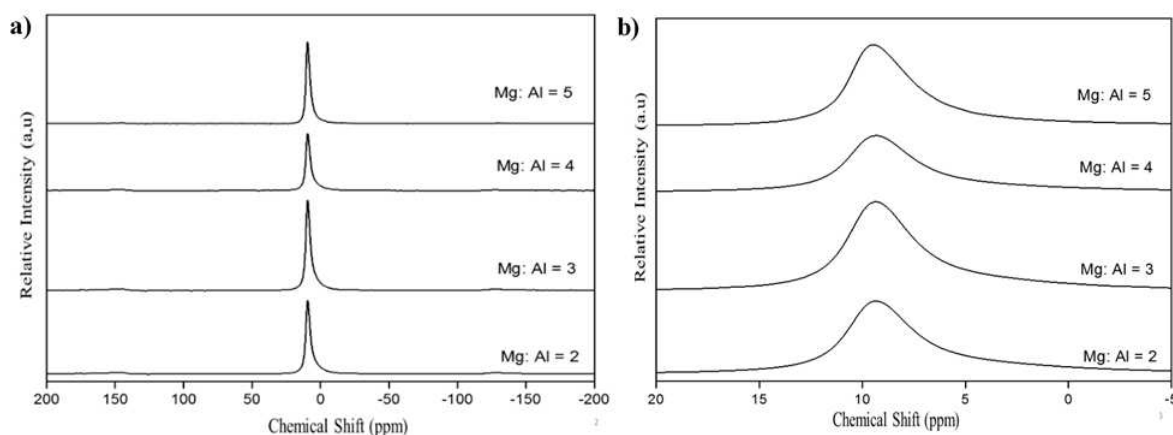 a)
Relative Intensity (a,u)
Mg: Al = 5
Mg: Al = 4
Mg: Al = 3
Mg: Al = 2
200 150 100 50 0 -50 -100 -150 -200
Chemical Shift (ppm)
2
b)
Relative Intensity (a.u)
Mg: Al = 5
Mg: Al = 4
Mg: Al = 3
Mg: Al = 2
20 15 10 5 0 -5
Chemical Shift (ppm)
3